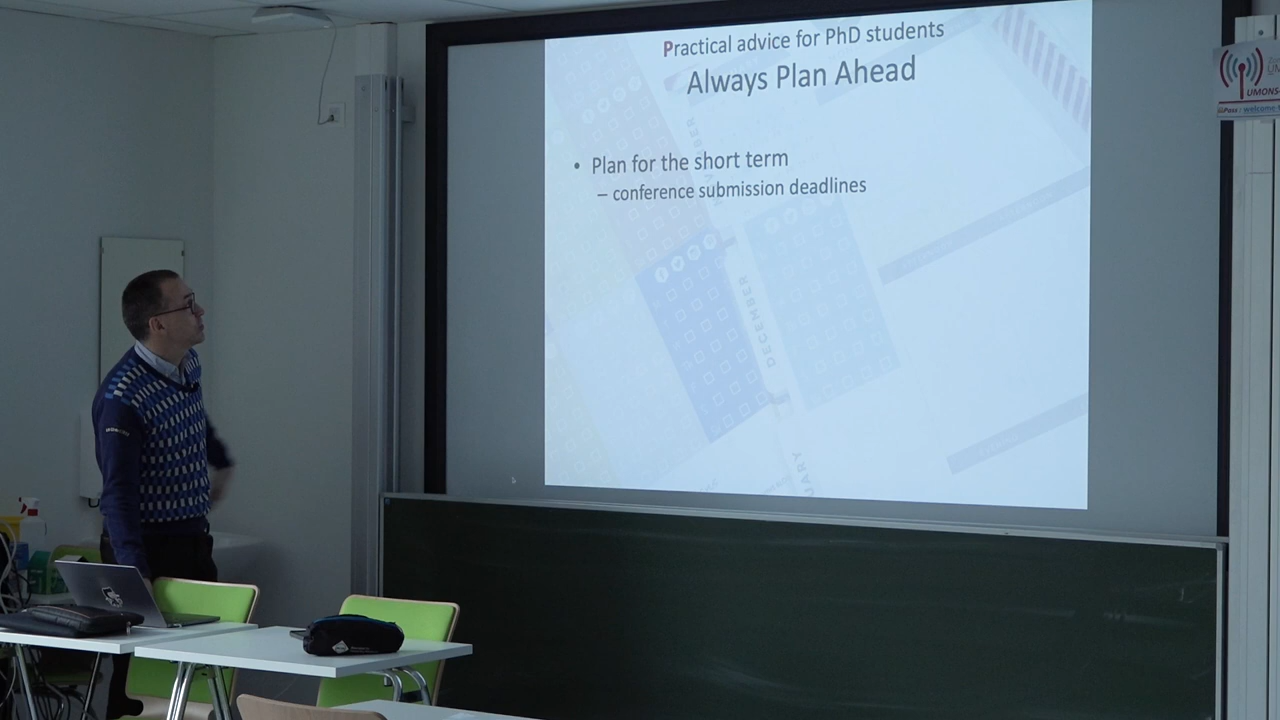 Practical advice for PhD students
Always Plan Ahead
• Plan for the short term
– conference submission deadlines
DECEMBER
UMONS